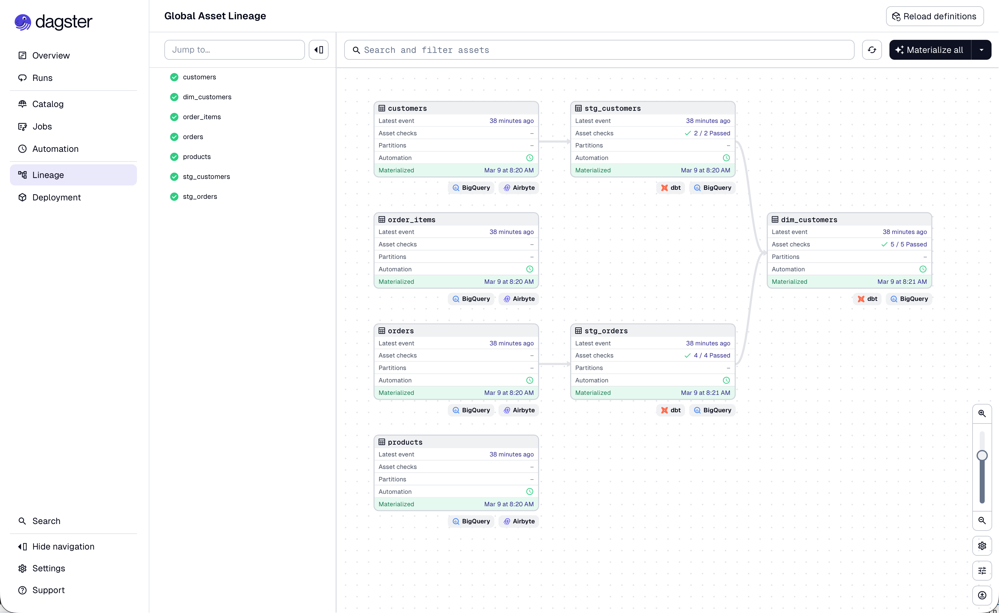 dagster
Overview
Runs
Catalog
Jobs
Automation
Lineage
Deployment
Search
Hide navigation
Settings
Support
Global Asset Lineage
Reload definitions
Jump to…
Search and filter assets
Materialize all
customers
dim_customers
order_items
orders
products
stg_customers
stg_orders
customers
Latest event 38 minutes ago
Asset checks –
Partitions –
Automation
Materialized Mar 9 at 8:20 AM
BigQuery Airbyte
stg_customers
Latest event 38 minutes ago
Asset checks 2 / 2 Passed
Partitions –
Automation
Materialized Mar 9 at 8:20 AM
dbt BigQuery
order_items
Latest event 38 minutes ago
Asset checks –
Partitions –
Automation
Materialized Mar 9 at 8:20 AM
BigQuery Airbyte
dim_customers
Latest event 38 minutes ago
Asset checks 5 / 5 Passed
Partitions –
Automation
Materialized Mar 9 at 8:21 AM
dbt BigQuery
orders
Latest event 38 minutes ago
Asset checks –
Partitions –
Automation
Materialized Mar 9 at 8:20 AM
BigQuery Airbyte
stg_orders
Latest event 38 minutes ago
Asset checks 4 / 4 Passed
Partitions –
Automation
Materialized Mar 9 at 8:21 AM
dbt BigQuery
products
Latest event 38 minutes ago
Asset checks –
Partitions –
Automation
Materialized Mar 9 at 8:20 AM
BigQuery Airbyte